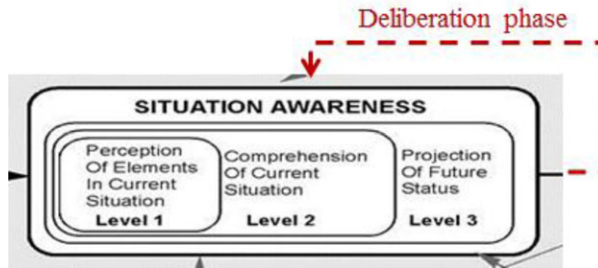 Deliberation phase
SITUATION AWARENESS
Perception
Of Elements
In Current
Situation
Level 1
Comprehension
Of Current
Situation
Level 2
Projection
Of Future
Status
Level 3